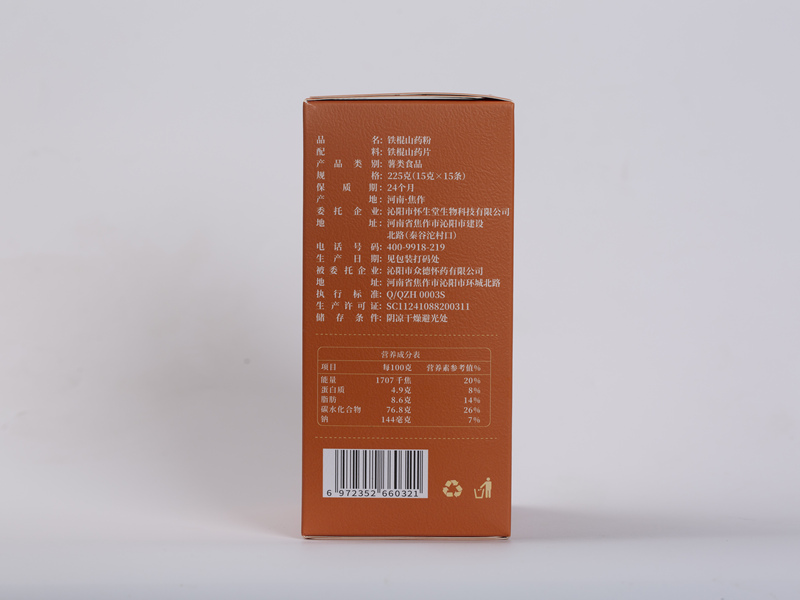 品名：铁棍山药粉
配料：铁棍山药片
产品类别：薯类食品
规格：225克（15克×15条）
保质期：24个月
产地：河南·焦作
委托企业：沁阳市怀生堂生物科技有限公司
地址：河南省焦作市沁阳市建设
北路（秦谷沱村口）
电话号码：400-9918-219
生产日期：见包装打码处
被委托企业：沁阳市众德怀药有限公司
地址：河南省焦作市沁阳市环城北路
执行标准：Q/QZH 0003S
生产许可证：SC11241088200311
储存条件：阴凉干燥避光处
营养成分表
项目 每100克 营养素参考值%
能量 1707 千焦 20%
蛋白质 4.9克 8%
脂肪 8.6克 14%
碳水化合物 76.8克 26%
钠 144毫克 7%
6 972352 660321